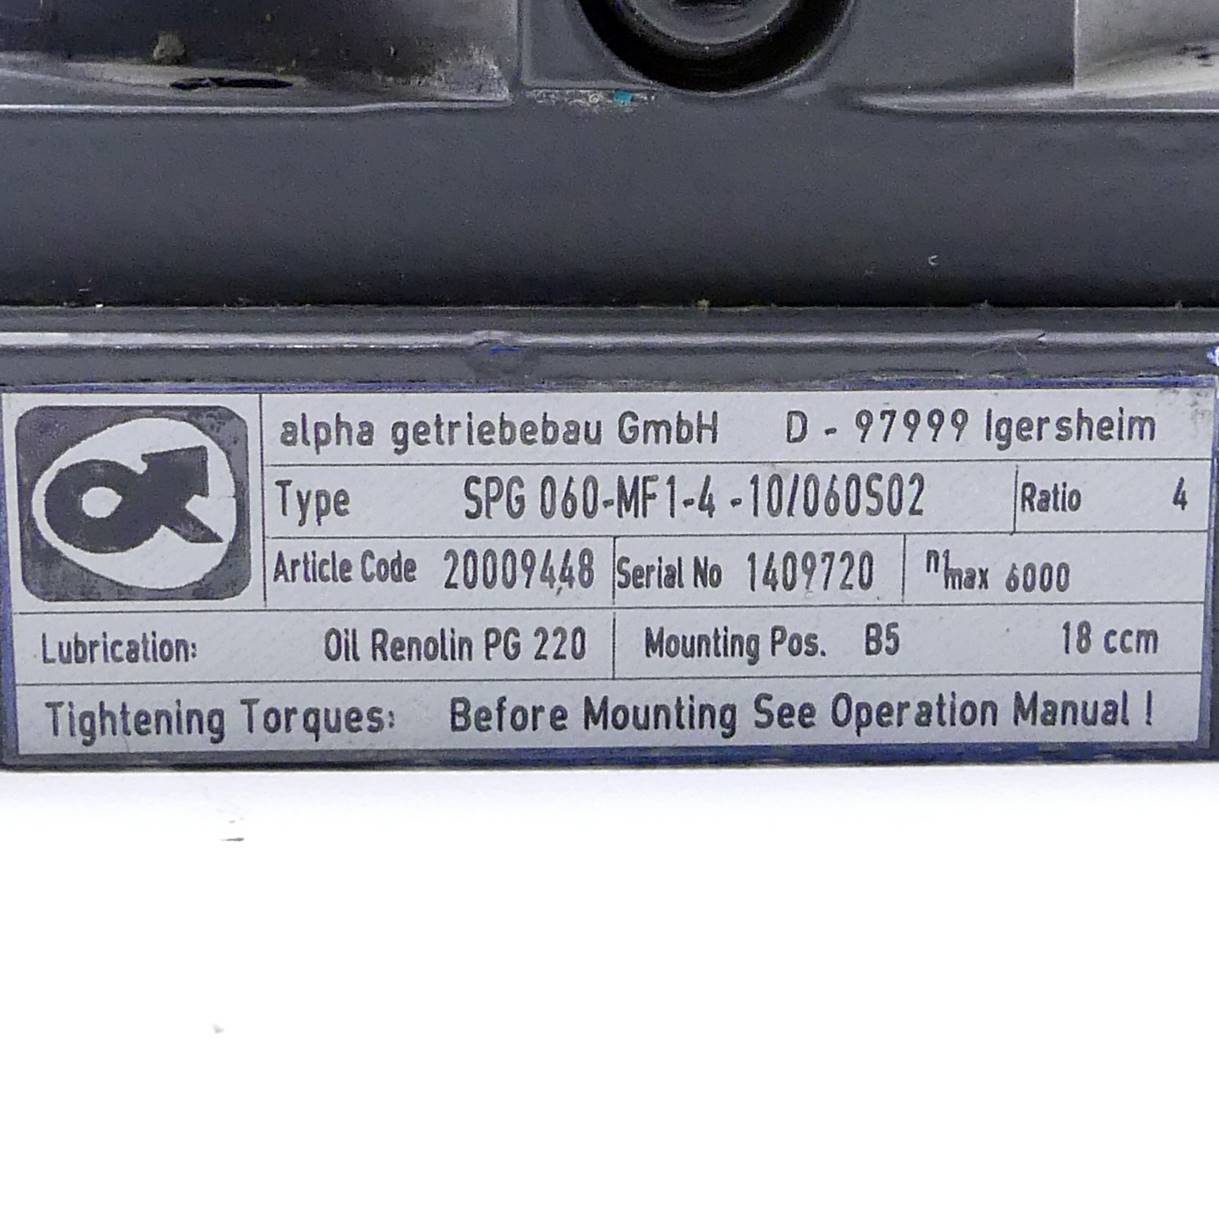 alpha getriebebau GmbH D - 97999 Igersheim
Type SPG 060-MF1-4 -10/060S02 Ratio 4
Article Code 20009448 Serial No 1409720 n1max 6000
Lubrication: Oil Renolin PG 220 Mounting Pos. B5 18 ccm
Tightening Torques: Before Mounting See Operation Manual !